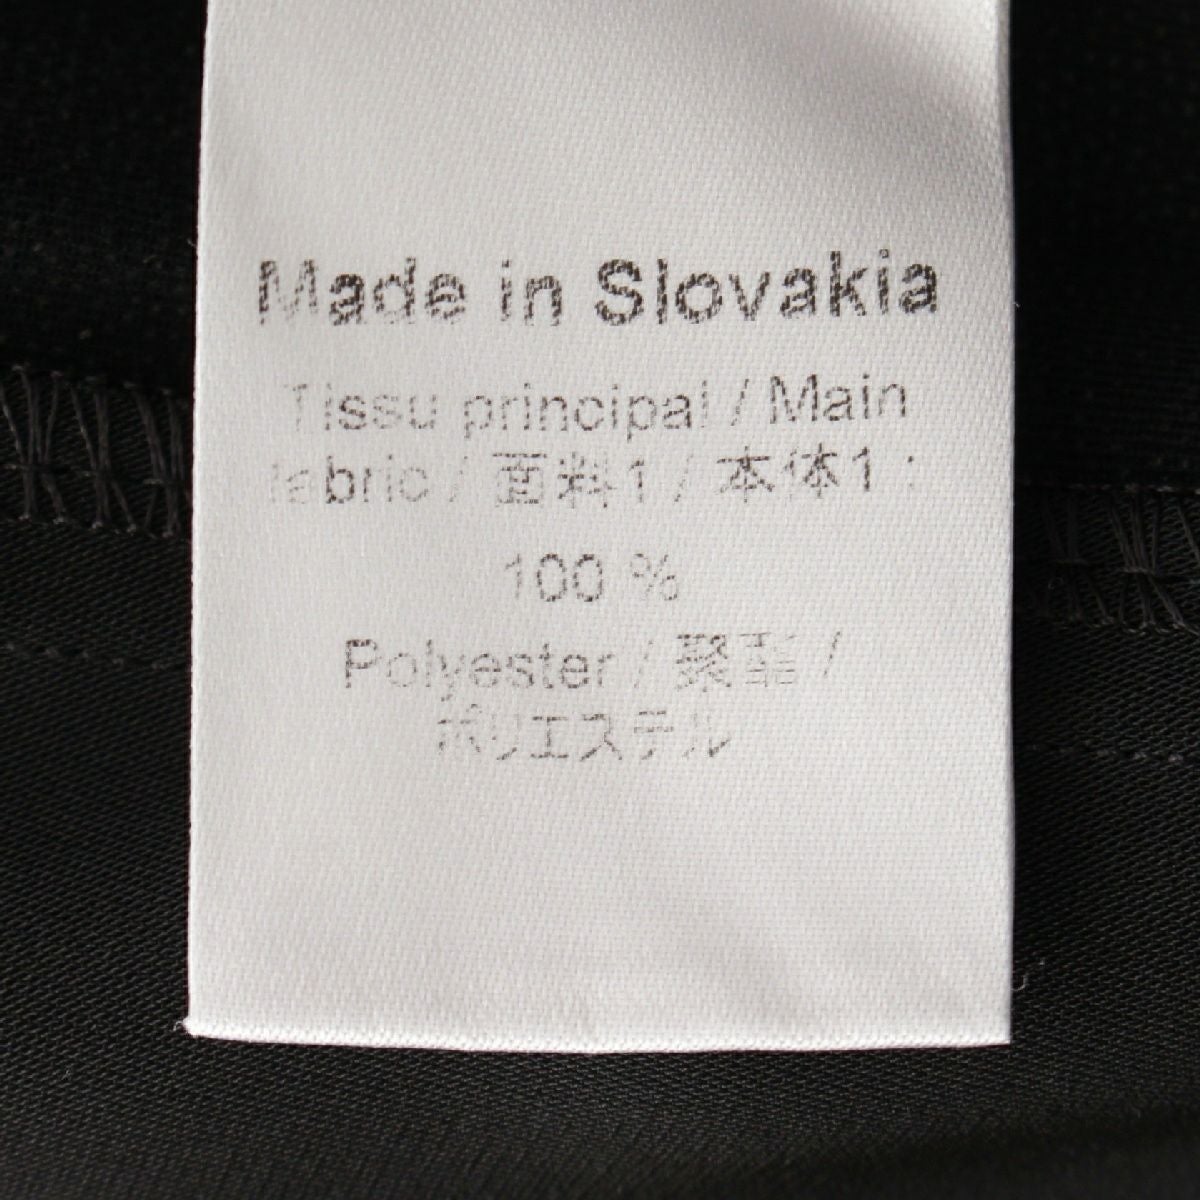 Made in Slovakia
Tissu principal / Main
fabric / 面料1 / 本体1 :
100 %
Polyester / 聚酯 /
ポリエステル